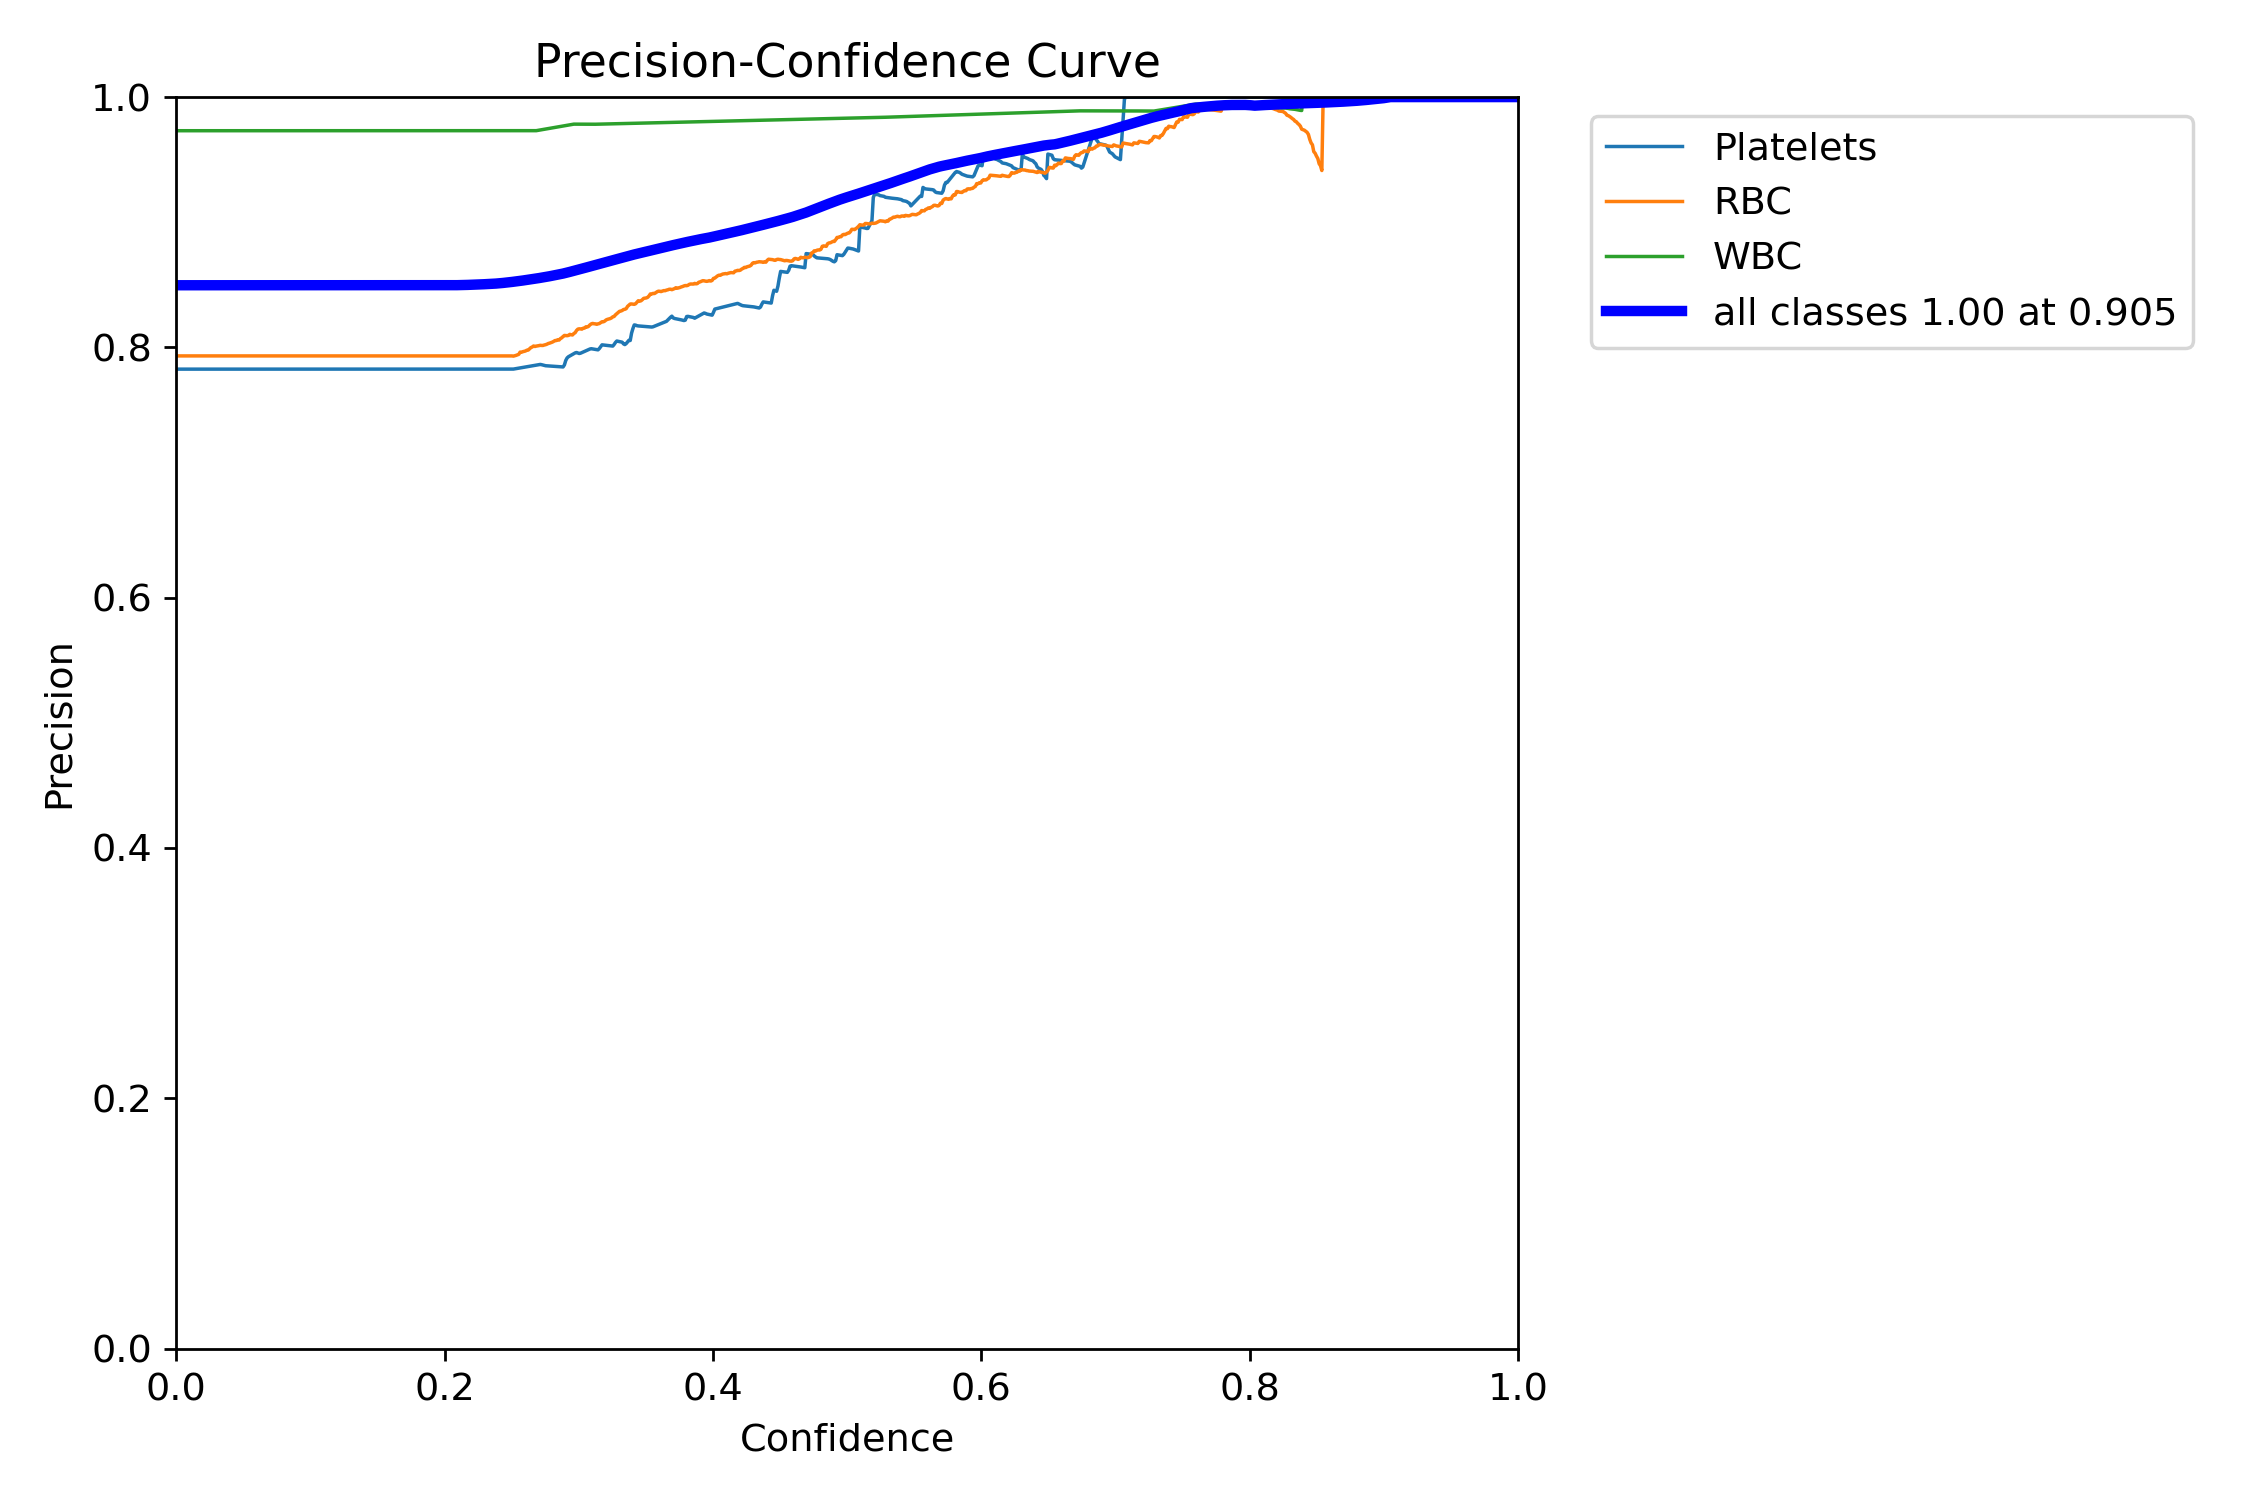 Precision-Confidence Curve
1.0
0.8
0.6
0.4
0.2
0.0
Precision
0.0 0.2 0.4 0.6 0.8 1.0
Confidence
Platelets
RBC
WBC
all classes 1.00 at 0.905